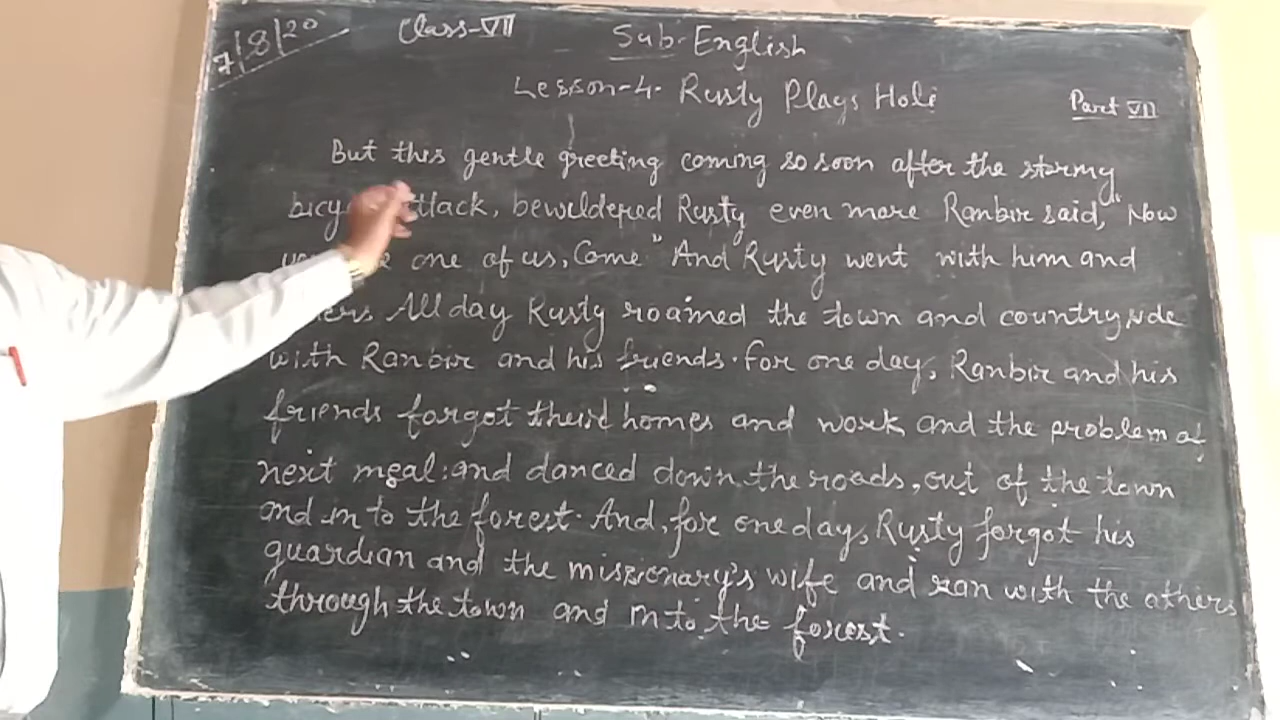 7/8/20 Class-VII Sub-English
Lesson-4. Rusty Plays Holi Part VII
But this gentle greeting coming so soon after the stormy
attack, bewildered Rusty even more Ranbir said, "Now
one of us, Come" And Rusty went with him and
All day Rusty roamed the town and countryside
with Ranbir and his friends. For one day, Ranbir and his
friends forgot their homes and work and the problem of
next meal. and danced down the roads, out of the town
and in to the forest. And, for one day, Rusty forgot his
guardian and the missionary's wife and ran with the others
through the town and in to the forest.